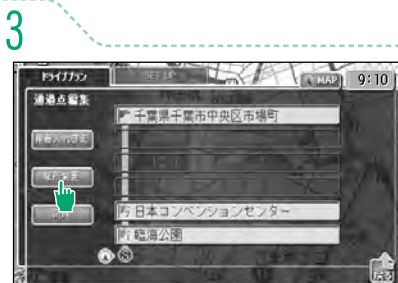 3
ドライブプラン
SET UP
MAP
9:10
通過点編集
千葉県千葉市中央区市場町
日本コンベンションセンター
臨海公園
戻る